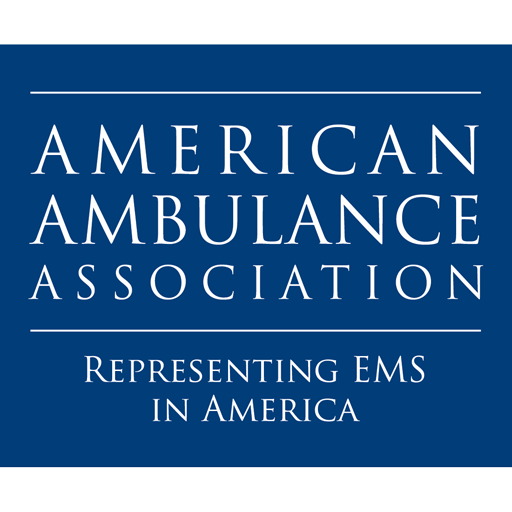 AMERICAN
AMBULANCE
ASSOCIATION
REPRESENTING EMS
IN AMERICA